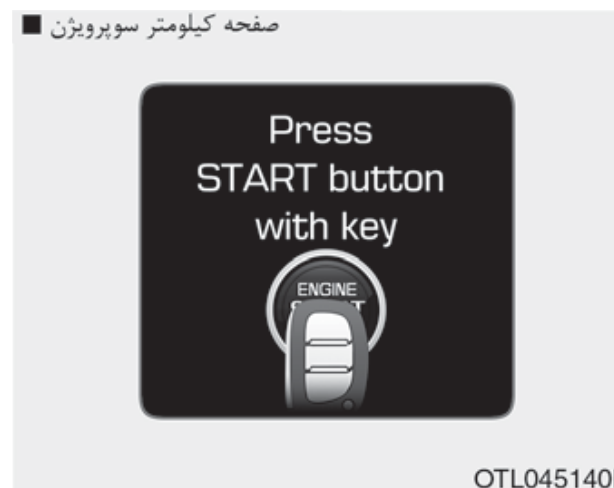 ■ صفحه کیلومتر سوپرویژن
Press
START button
with key
ENGINE
OTL045140